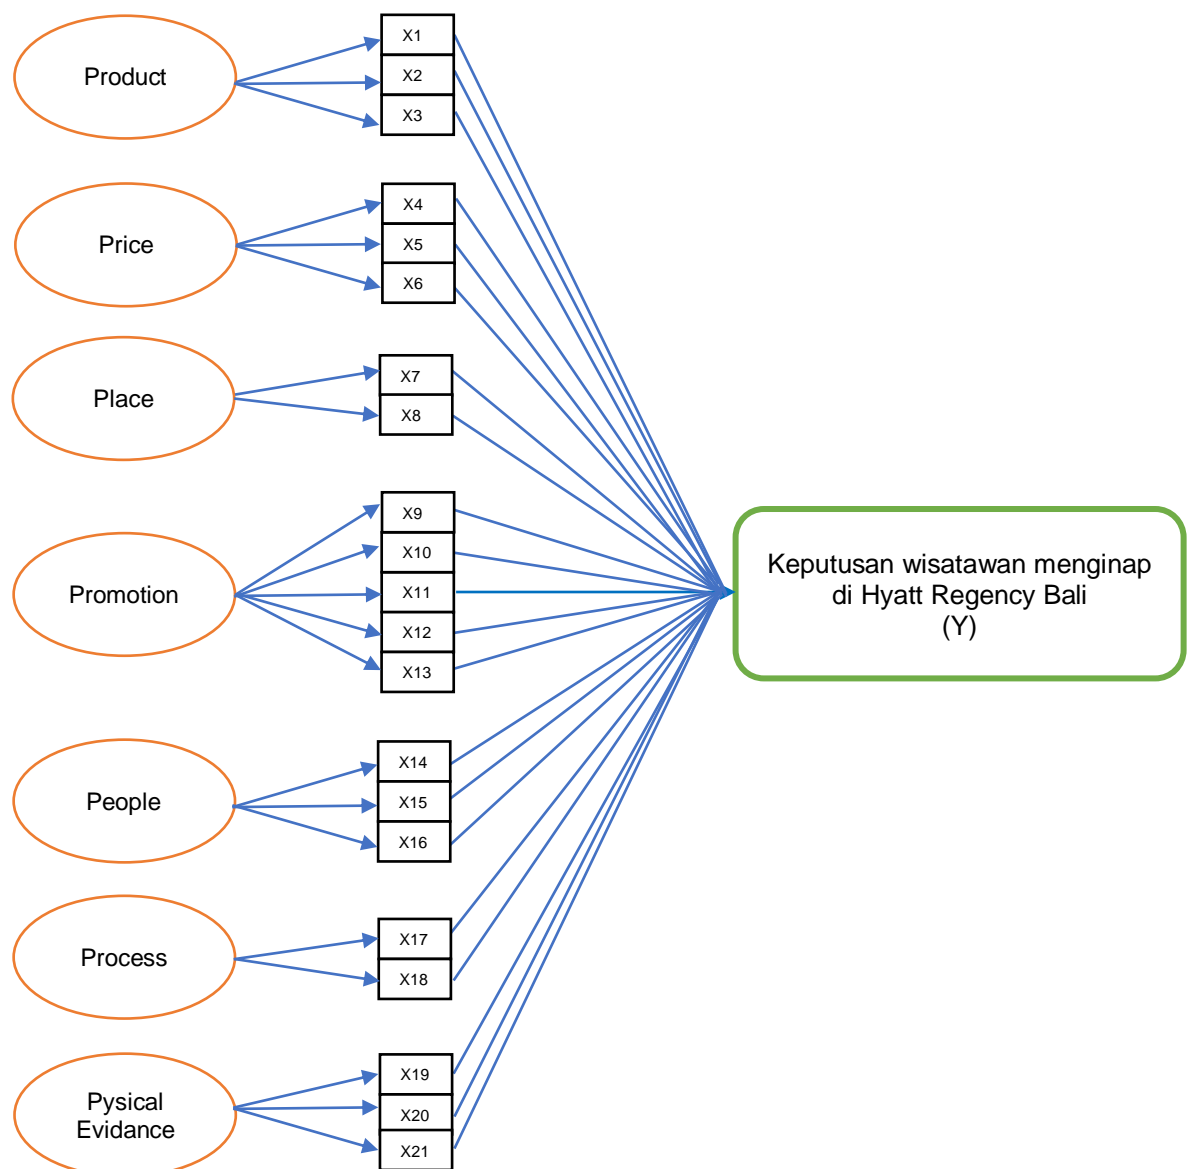 Product
X1
X2
X3
Price
X4
X5
X6
Place
X7
X8
Promotion
X9
X10
X11
X12
X13
Keputusan wisatawan menginap
di Hyatt Regency Bali
(Y)
People
X14
X15
X16
Process
X17
X18
Pysical
Evidance
X19
X20
X21